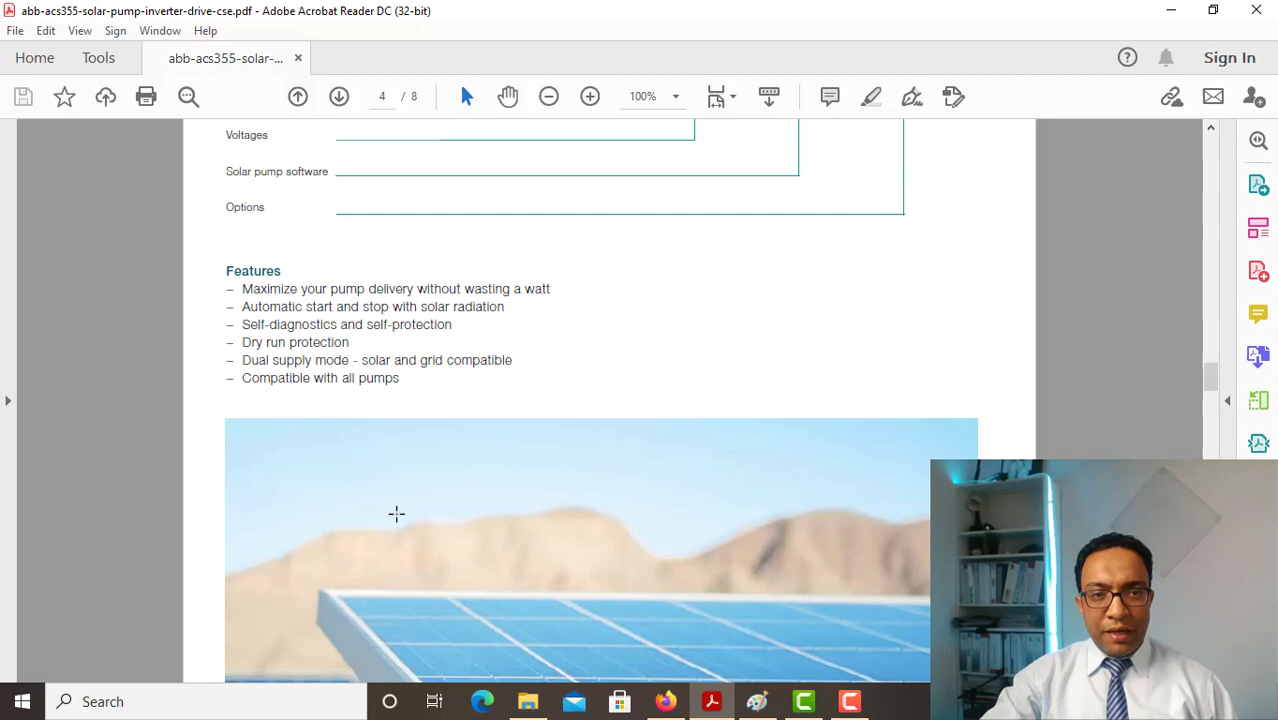 abb-acs355-solar-pump-inverter-drive-cse.pdf - Adobe Acrobat Reader DC (32-bit)
File Edit View Sign Window Help
Home Tools abb-acs355-solar-... Sign In
4 / 8 100%
Voltages
Solar pump software
Options
Features
– Maximize your pump delivery without wasting a watt
– Automatic start and stop with solar radiation
– Self-diagnostics and self-protection
– Dry run protection
– Dual supply mode - solar and grid compatible
– Compatible with all pumps
Search